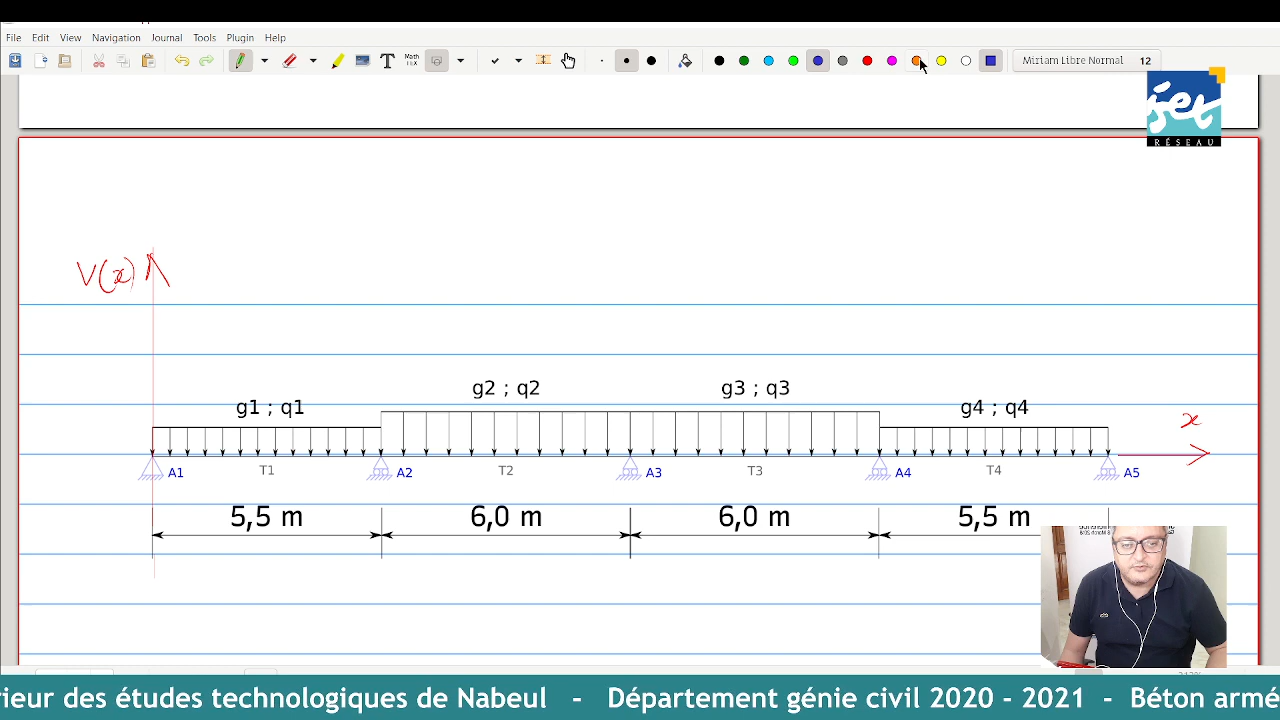 File Edit View Navigation Journal Tools Plugin Help
Miriam Libre Normal 12
iset
RÉSEAU
V(x)
g2 ; q2 g3 ; q3
g1 ; q1 g4 ; q4
x
A1 T1 A2 T2 A3 T3 A4 T4 A5
5,5 m 6,0 m 6,0 m 5,5 m
rieur des études technologiques de Nabeul - Département génie civil 2020 - 2021 - Béton armé